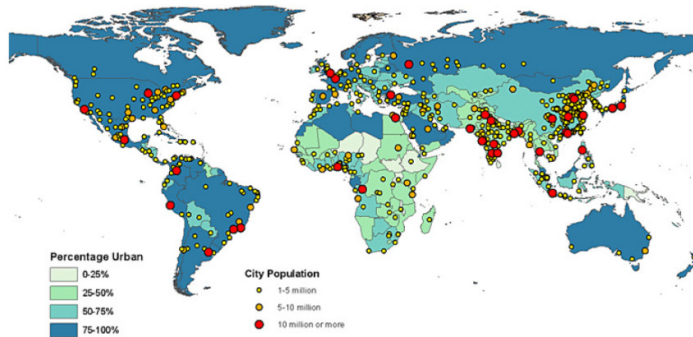 Percentage Urban
0-25%
25-50%
50-75%
75-100%
City Population
1-5 million
5-10 million
10 million or more